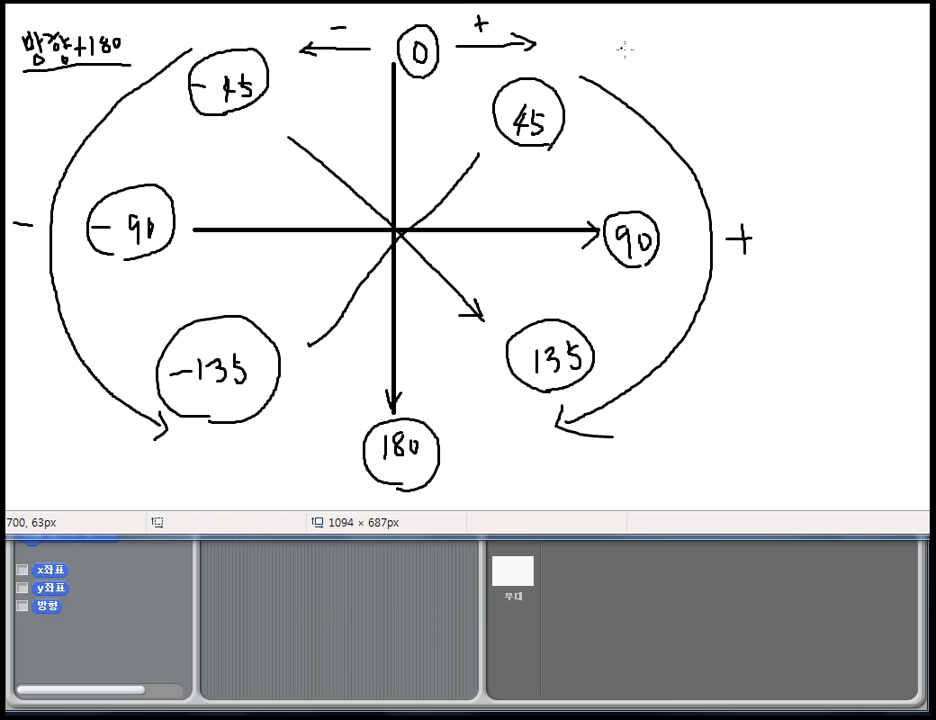 방향+180
- 0 +
-45
45
- -90
90 +
-135
135
180
700, 63px
1094 × 687px
x좌표
y좌표
방향
무대